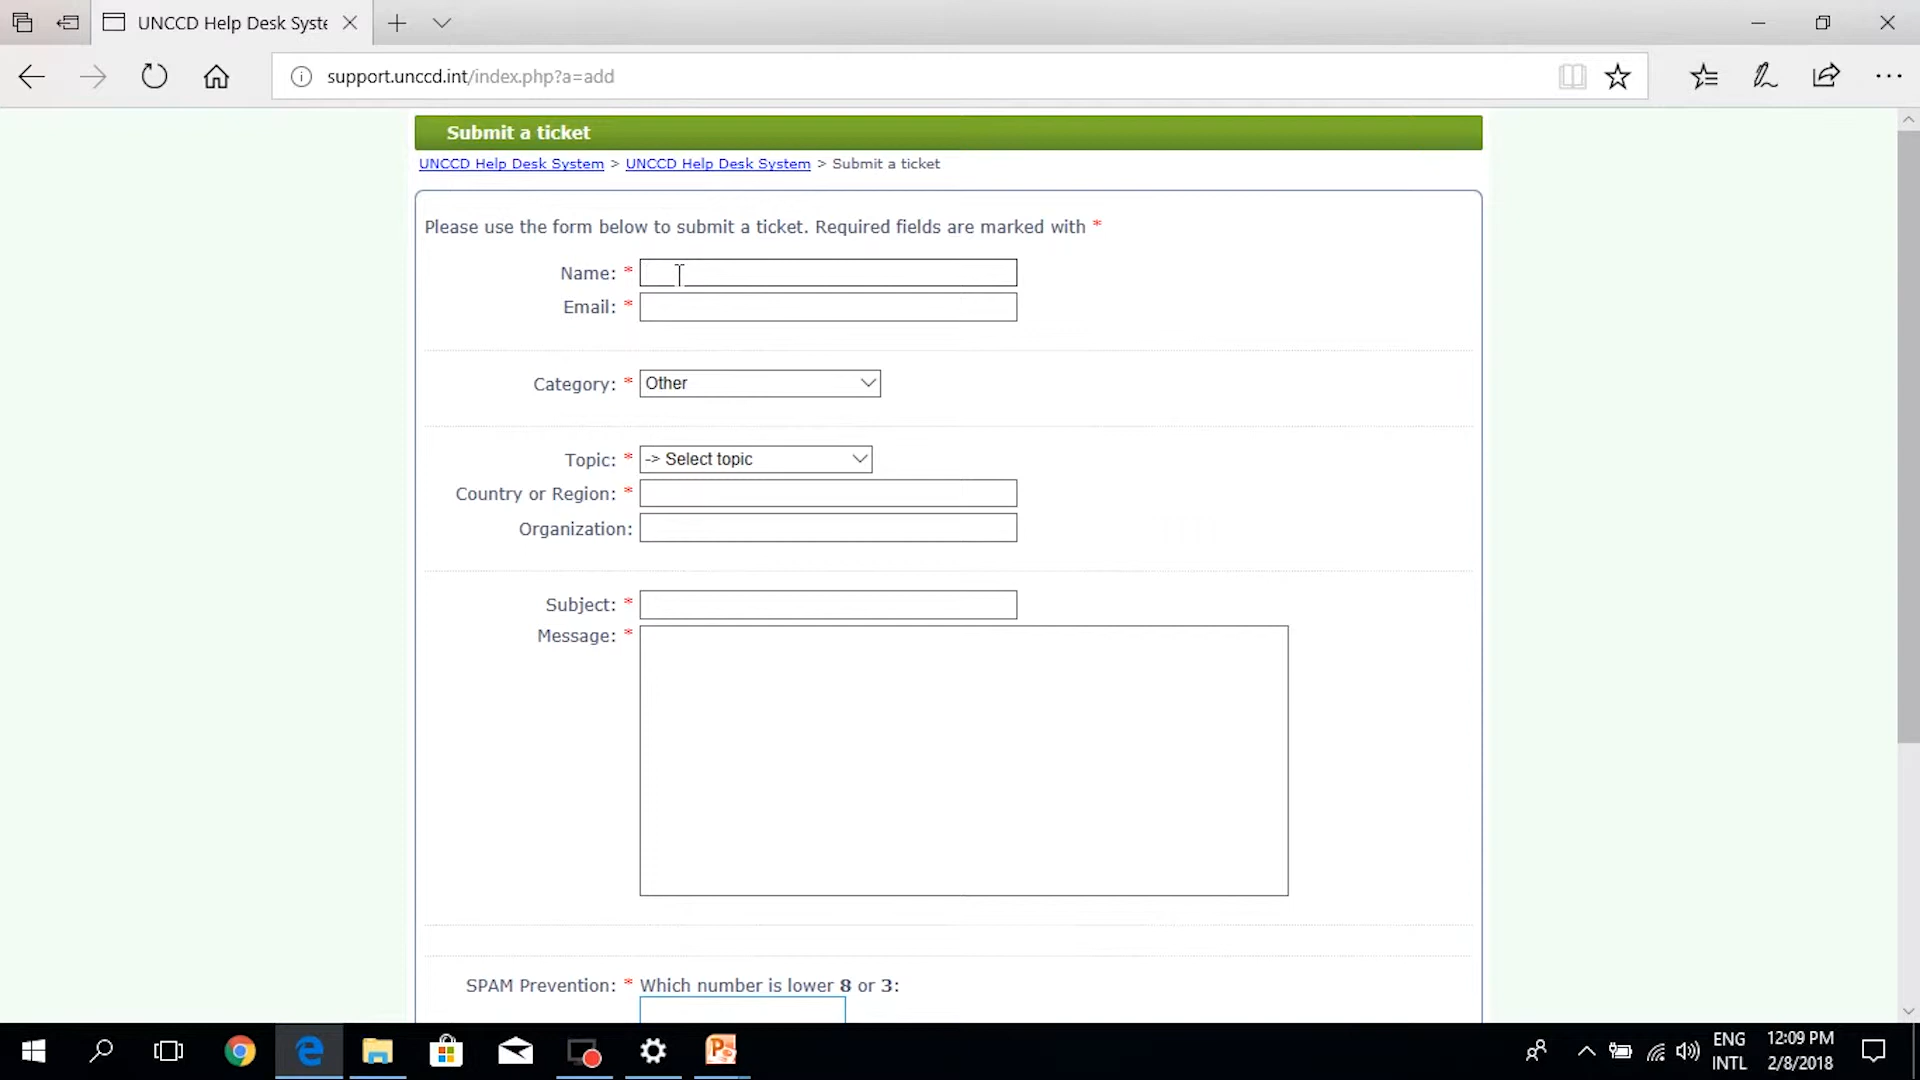 UNCCD Help Desk Syste
support.unccd.int/index.php?a=add
Submit a ticket
UNCCD Help Desk System > UNCCD Help Desk System > Submit a ticket
Please use the form below to submit a ticket. Required fields are marked with *
Name: *
Email: *
Category: * Other
Topic: * -> Select topic
Country or Region: *
Organization:
Subject: *
Message: *
SPAM Prevention: * Which number is lower 8 or 3:
ENG 12:09 PM
INTL 2/8/2018